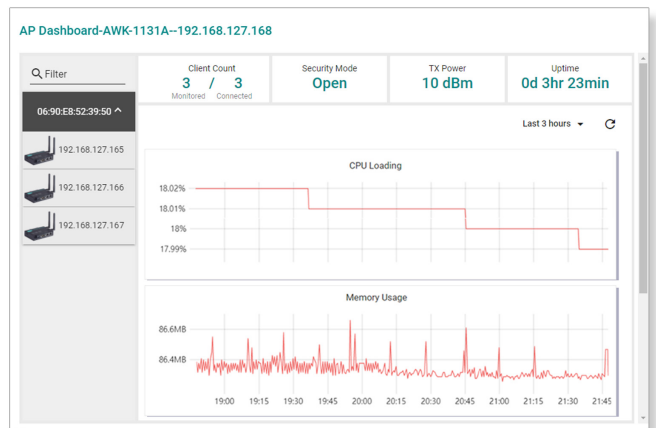 AP Dashboard-AWK-1131A--192.168.127.168
Filter
06:90:E8:52:39:50
192.168.127.165
192.168.127.166
192.168.127.167
Client Count
3 / 3
Monitored Connected
Security Mode
Open
TX Power
10 dBm
Uptime
0d 3hr 23min
Last 3 hours
CPU Loading
18.02%
18.01%
18%
17.99%
Memory Usage
86.6MB
86.4MB
19:00 19:15 19:30 19:45 20:00 20:15 20:30 20:45 21:00 21:15 21:30 21:45